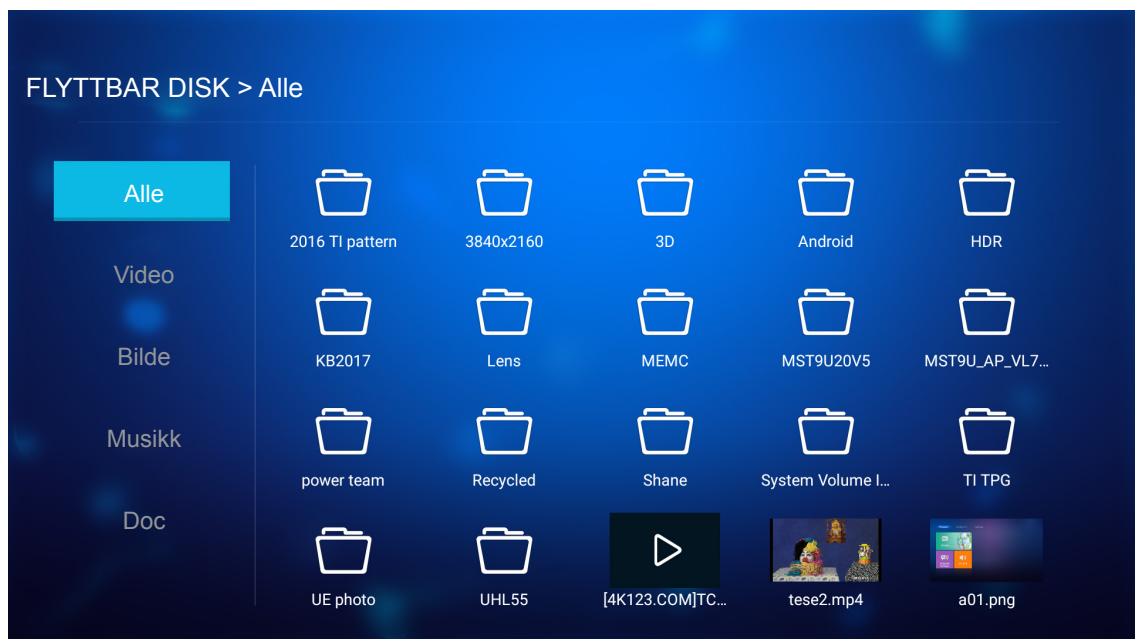 FLYTTBAR DISK > Alle
Alle
Video
Bilde
Musikk
Doc
2016 TI pattern
3840x2160
3D
Android
HDR
KB2017
Lens
MEMC
MST9U20V5
MST9U_AP_VL7...
power team
Recycled
Shane
System Volume I...
TI TPG
UE photo
UHL55
[4K123.COM]TC...
tese2.mp4
a01.png